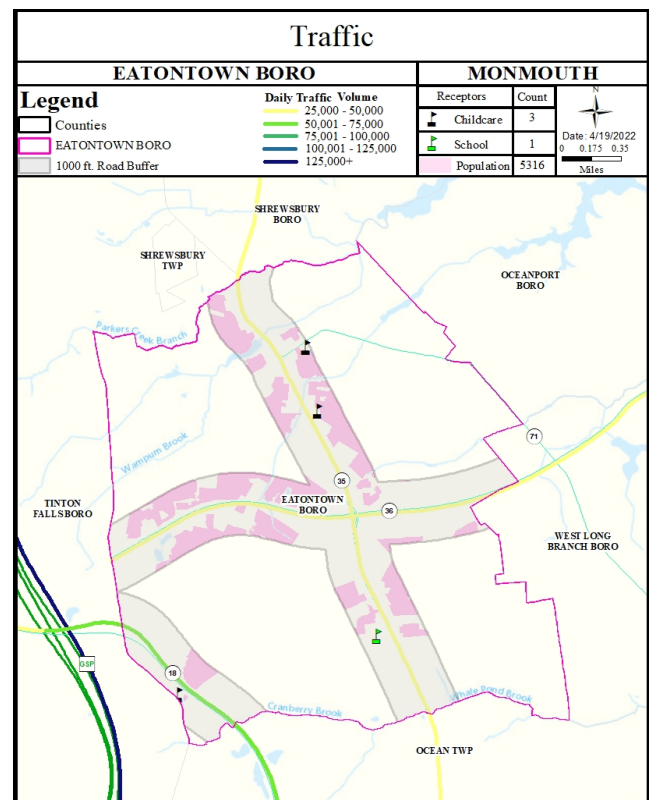 Traffic
EATONTOWN BORO
MONMOUTH
Legend
Counties
EATONTOWN BORO
1000 ft. Road Buffer
Daily Traffic Volume
25,000 - 50,000
50,001 - 75,000
75,001 - 100,000
100,001 - 125,000
125,000+
Receptors Count
Childcare 3
School 1
Population 5316
N
Date: 4/19/2022
0 0.175 0.35
Miles
SHREWSBURY
BORO
SHREWSBURY
TWP
OCEANPORT
BORO
Parkers Creek Branch
Wampum Brook
71
35
TINTON
FALLS BORO
EATONTOWN
BORO
36
WEST LONG
BRANCH BORO
GSP
18
Cranberry Brook
Whale Pond Brook
OCEAN TWP